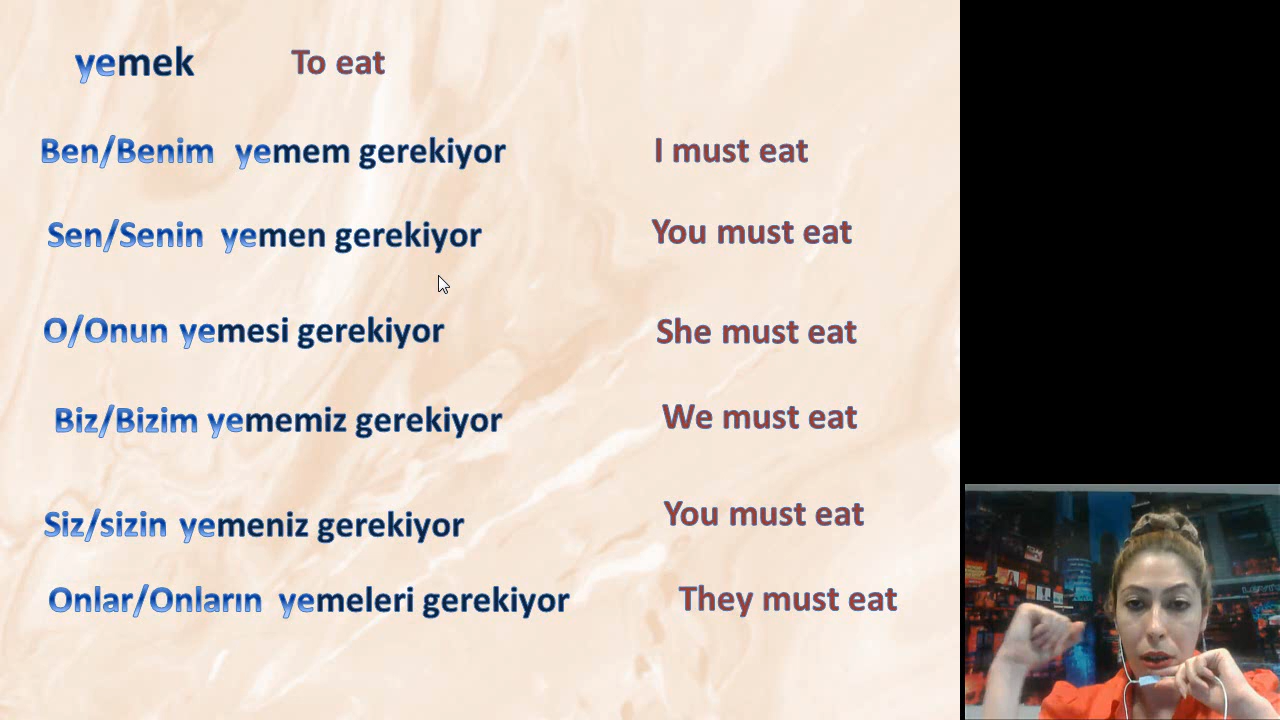 yemek To eat
Ben/Benim yemem gerekiyor I must eat
Sen/Senin yemen gerekiyor You must eat
O/Onun yemesi gerekiyor She must eat
Biz/Bizim yememiz gerekiyor We must eat
Siz/sizin yemeniz gerekiyor You must eat
Onlar/Onların yemeleri gerekiyor They must eat